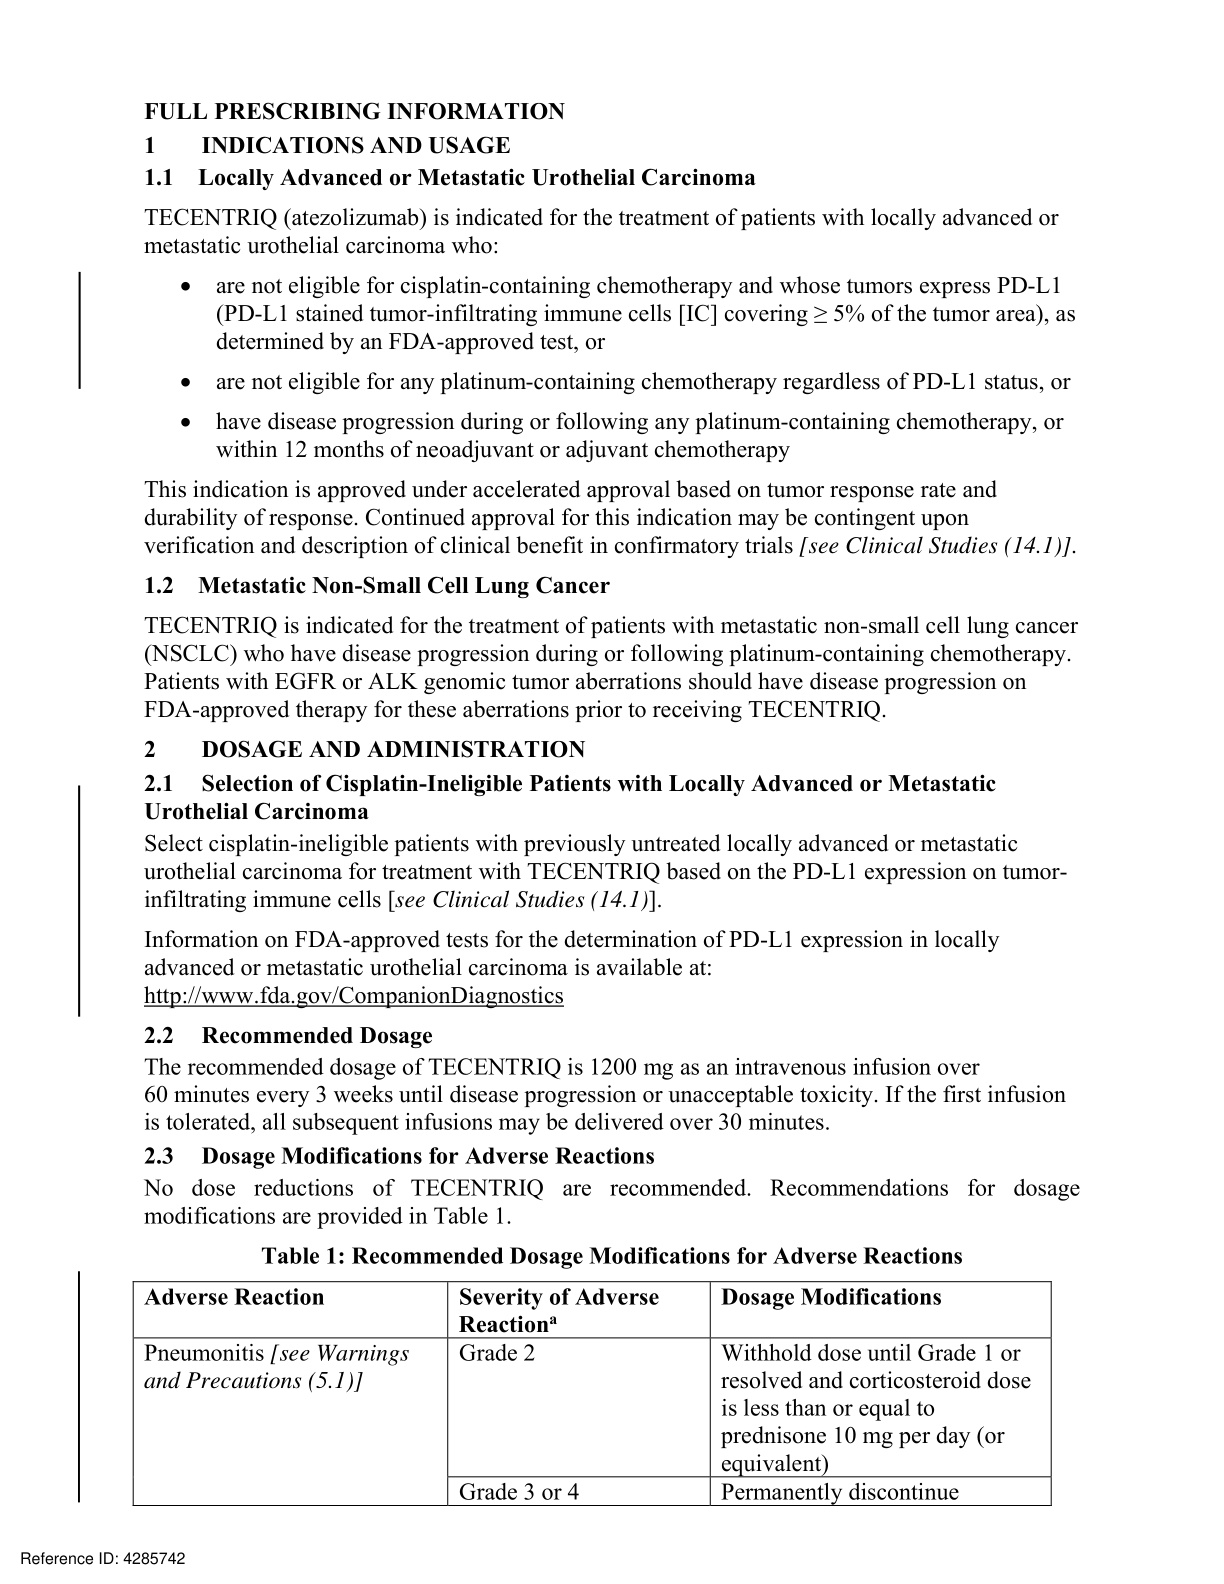 FULL PRESCRIBING INFORMATION
1 INDICATIONS AND USAGE
1.1 Locally Advanced or Metastatic Urothelial Carcinoma
TECENTRIQ (atezolizumab) is indicated for the treatment of patients with locally advanced or
metastatic urothelial carcinoma who:
• are not eligible for cisplatin-containing chemotherapy and whose tumors express PD-L1
(PD-L1 stained tumor-infiltrating immune cells [IC] covering ≥ 5% of the tumor area), as
determined by an FDA-approved test, or
• are not eligible for any platinum-containing chemotherapy regardless of PD-L1 status, or
• have disease progression during or following any platinum-containing chemotherapy, or
within 12 months of neoadjuvant or adjuvant chemotherapy
This indication is approved under accelerated approval based on tumor response rate and
durability of response. Continued approval for this indication may be contingent upon
verification and description of clinical benefit in confirmatory trials [see Clinical Studies (14.1)].
1.2 Metastatic Non-Small Cell Lung Cancer
TECENTRIQ is indicated for the treatment of patients with metastatic non-small cell lung cancer
(NSCLC) who have disease progression during or following platinum-containing chemotherapy.
Patients with EGFR or ALK genomic tumor aberrations should have disease progression on
FDA-approved therapy for these aberrations prior to receiving TECENTRIQ.
2 DOSAGE AND ADMINISTRATION
2.1 Selection of Cisplatin-Ineligible Patients with Locally Advanced or Metastatic
Urothelial Carcinoma
Select cisplatin-ineligible patients with previously untreated locally advanced or metastatic
urothelial carcinoma for treatment with TECENTRIQ based on the PD-L1 expression on tumor-
infiltrating immune cells [see Clinical Studies (14.1)].
Information on FDA-approved tests for the determination of PD-L1 expression in locally
advanced or metastatic urothelial carcinoma is available at:
http://www.fda.gov/CompanionDiagnostics
2.2 Recommended Dosage
The recommended dosage of TECENTRIQ is 1200 mg as an intravenous infusion over
60 minutes every 3 weeks until disease progression or unacceptable toxicity. If the first infusion
is tolerated, all subsequent infusions may be delivered over 30 minutes.
2.3 Dosage Modifications for Adverse Reactions
No dose reductions of TECENTRIQ are recommended. Recommendations for dosage
modifications are provided in Table 1.
Table 1: Recommended Dosage Modifications for Adverse Reactions
Adverse Reaction
Severity of Adverse
Reactionᵃ
Dosage Modifications
Pneumonitis [see Warnings
and Precautions (5.1)]
Grade 2
Withhold dose until Grade 1 or
resolved and corticosteroid dose
is less than or equal to
prednisone 10 mg per day (or
equivalent)
Grade 3 or 4
Permanently discontinue
Reference ID: 4285742